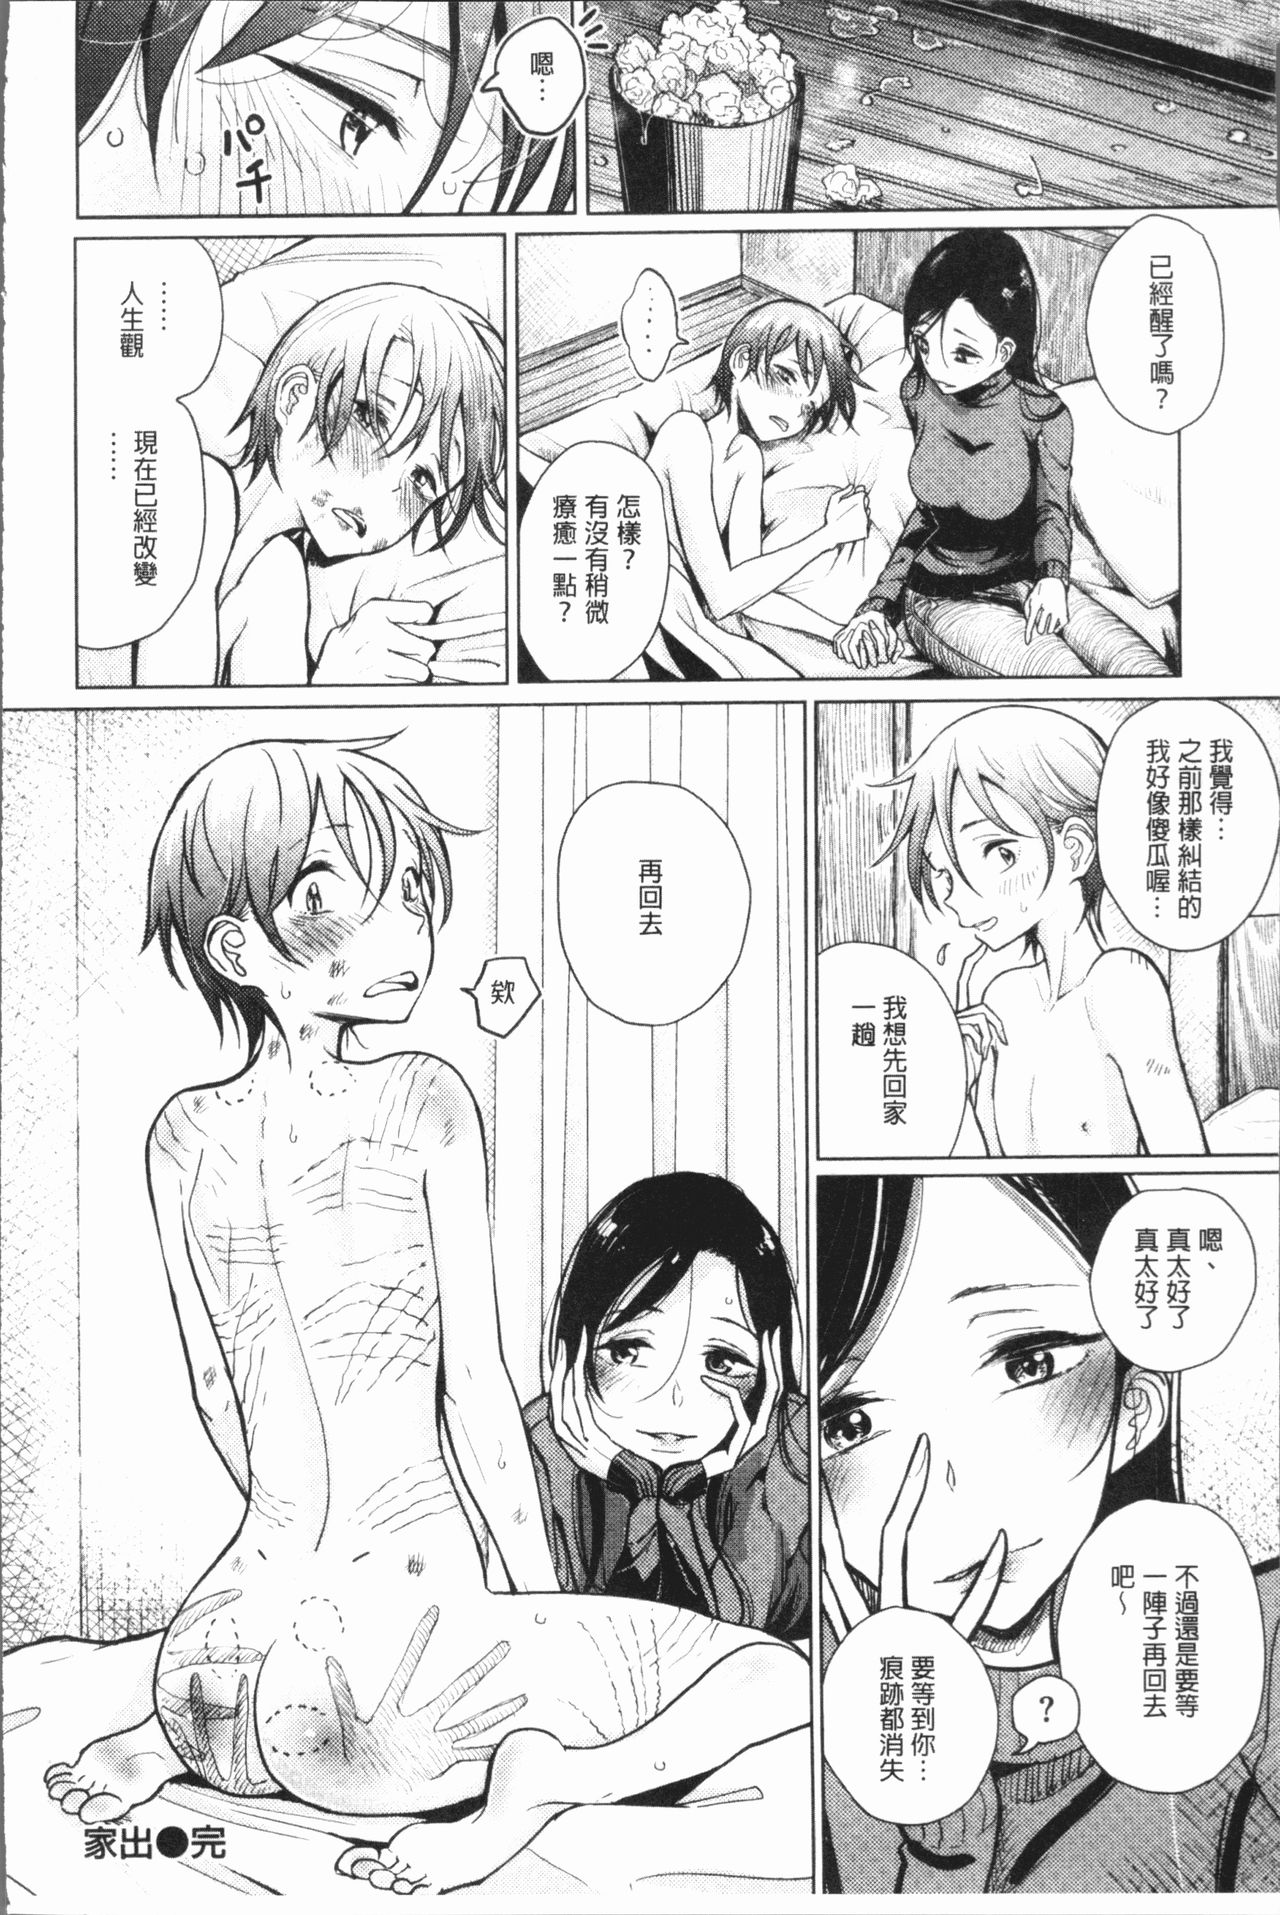 嗯…
パチ
已經醒了嗎？
‥‥‥
怎樣？
有沒有稍微
療癒一點？
……
人生觀
現在已經改變
……
我覺得…
之前那樣糾結的
我好像傻瓜喔…
我想先回家
一趟
嗯、
真太好了
真太好了
不過還是要等
一陣子再回去
吧～
?
要等到你…
痕跡都消失
再回去
欸
家出●完